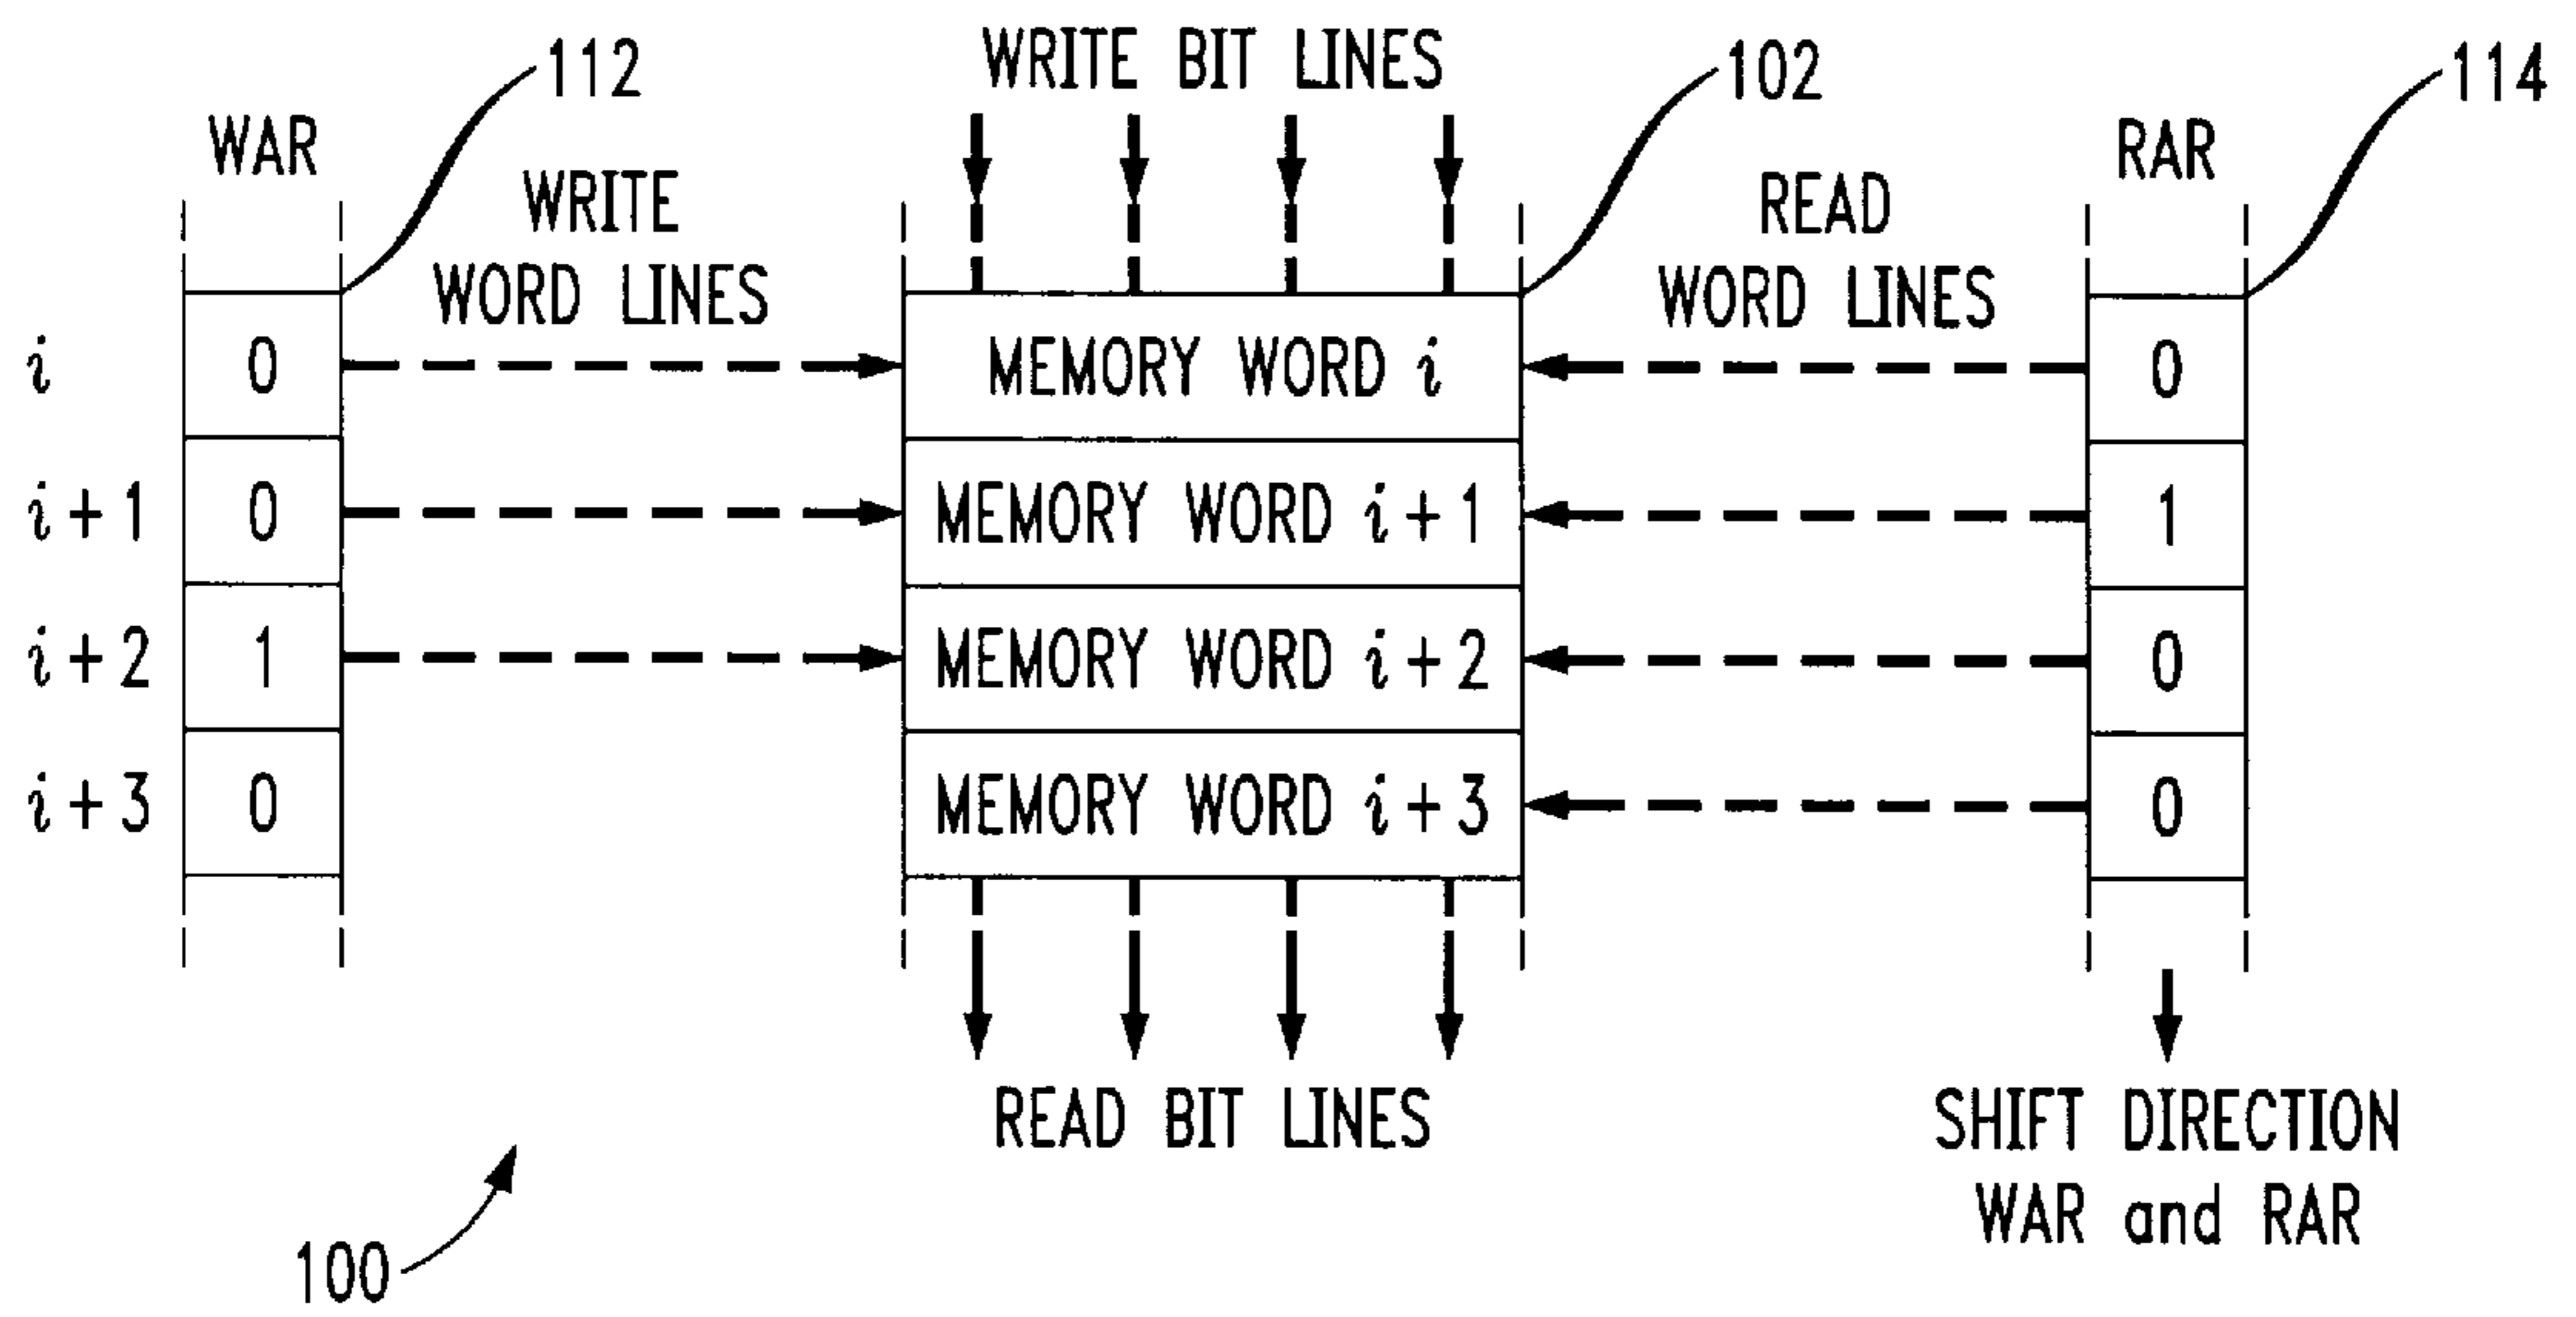 112
WRITE BIT LINES
102
114
WAR
RAR
WRITE
WORD LINES
READ
WORD LINES
i
0
MEMORY WORD i
0
i+1
0
MEMORY WORD i+1
1
i+2
1
MEMORY WORD i+2
0
i+3
0
MEMORY WORD i+3
0
READ BIT LINES
SHIFT DIRECTION
WAR and RAR
100